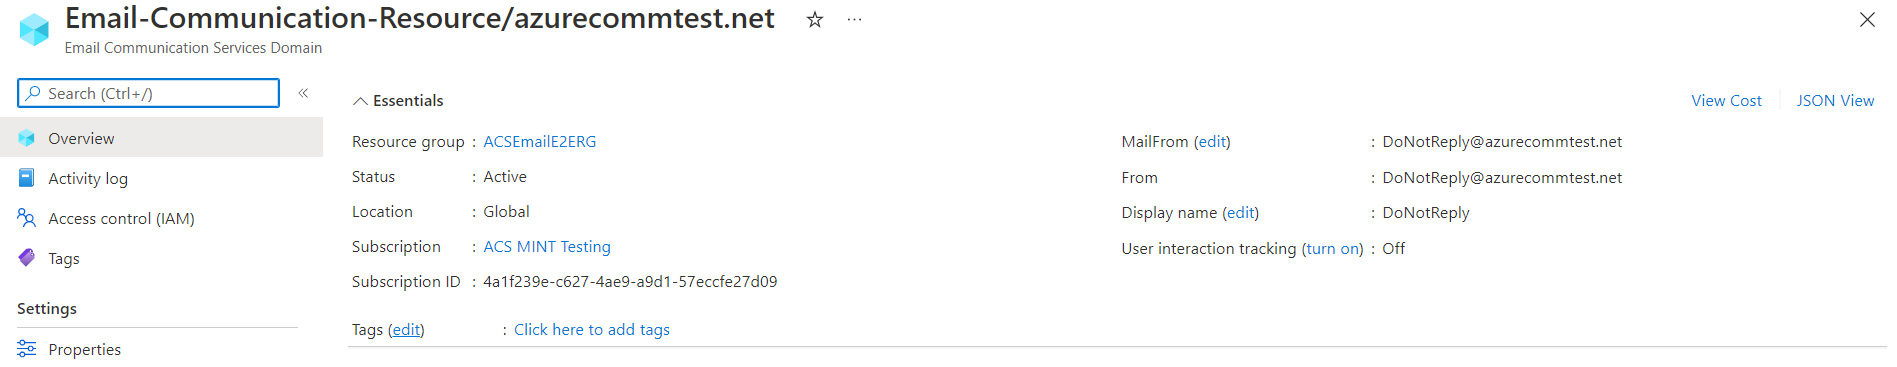 Email-Communication-Resource/azurecommtest.net
Email Communication Services Domain
Search (Ctrl+/)
Overview
Activity log
Access control (IAM)
Tags
Settings
Properties
Essentials
View Cost
JSON View
Resource group : ACSEmailE2ERG
Status : Active
Location : Global
Subscription : ACS MINT Testing
Subscription ID : 4a1f239e-c627-4ae9-a9d1-57eccfe27d09
Tags (edit) : Click here to add tags
MailFrom (edit) : DoNotReply@azurecommtest.net
From : DoNotReply@azurecommtest.net
Display name (edit) : DoNotReply
User interaction tracking (turn on) : Off